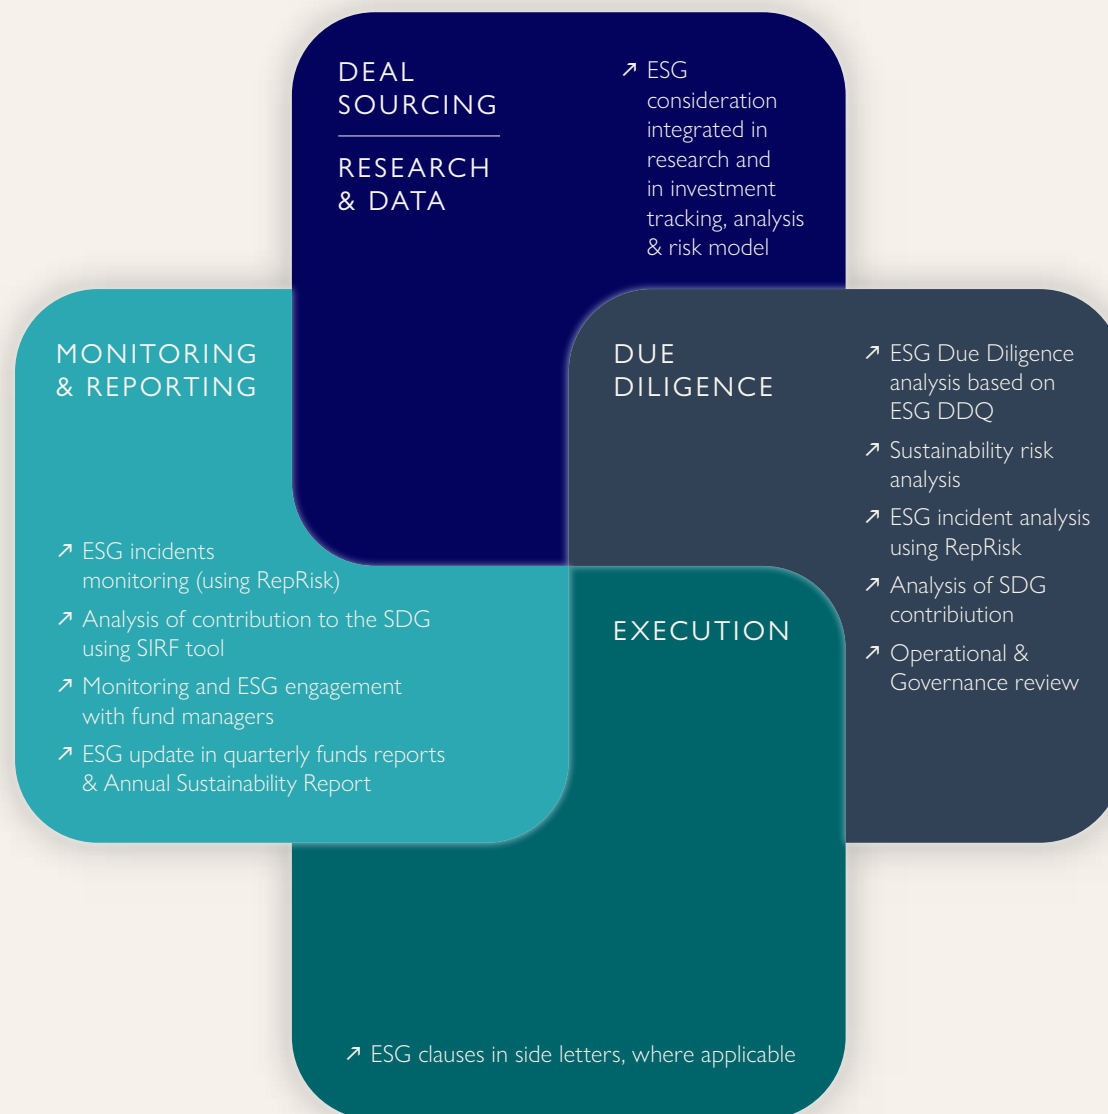 DEAL
SOURCING
RESEARCH
& DATA
↗ ESG
consideration
integrated in
research and
in investment
tracking, analysis
& risk model
MONITORING
& REPORTING
↗ ESG incidents
monitoring (using RepRisk)
↗ Analysis of contribution to the SDG
using SIRF tool
↗ Monitoring and ESG engagement
with fund managers
↗ ESG update in quarterly funds reports
& Annual Sustainability Report
DUE
DILIGENCE
↗ ESG Due Diligence
analysis based on
ESG DDQ
↗ Sustainability risk
analysis
↗ ESG incident analysis
using RepRisk
↗ Analysis of SDG
contribiution
↗ Operational &
Governance review
EXECUTION
↗ ESG clauses in side letters, where applicable